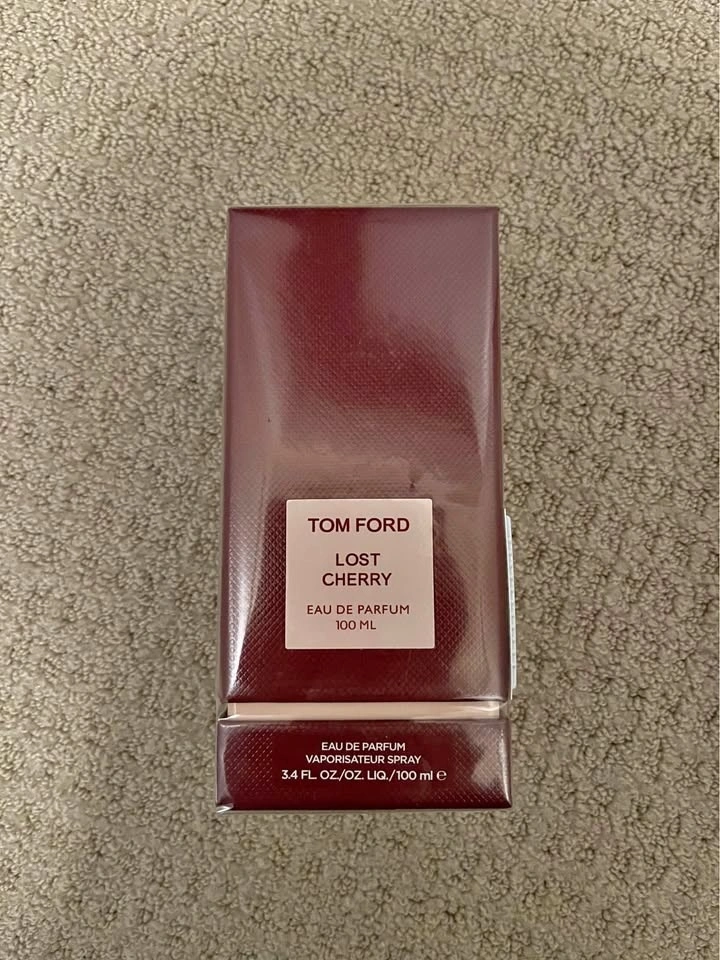 TOM FORD
LOST
CHERRY
EAU DE PARFUM
100 ML
EAU DE PARFUM
VAPORISATEUR SPRAY
3.4 FL. OZ./OZ. LIQ./100 ml ℮